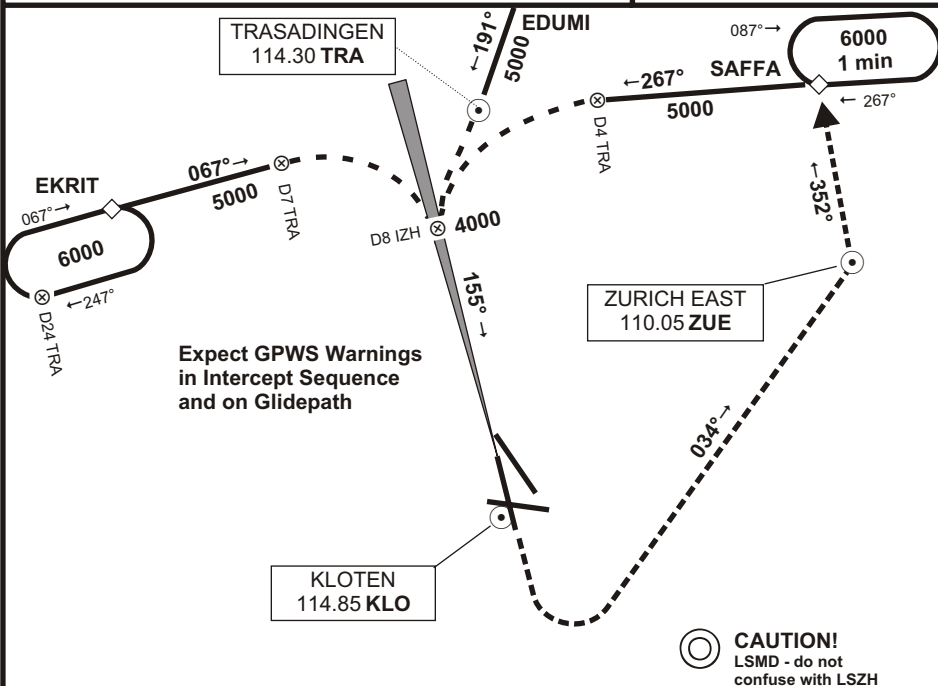 TRASADINGEN
114.30 TRA
←191°
5000
EDUMI
087°→
6000
1 min
SAFFA
←267°
5000
← 267°
D4 TRA
EKRIT
067°→
067°→
5000
D7 TRA
6000
←247°
D24 TRA
D8 IZH
4000
155° →
←352°
ZURICH EAST
110.05 ZUE
Expect GPWS Warnings
in Intercept Sequence
and on Glidepath
034°→
KLOTEN
114.85 KLO
CAUTION!
LSMD - do not
confuse with LSZH